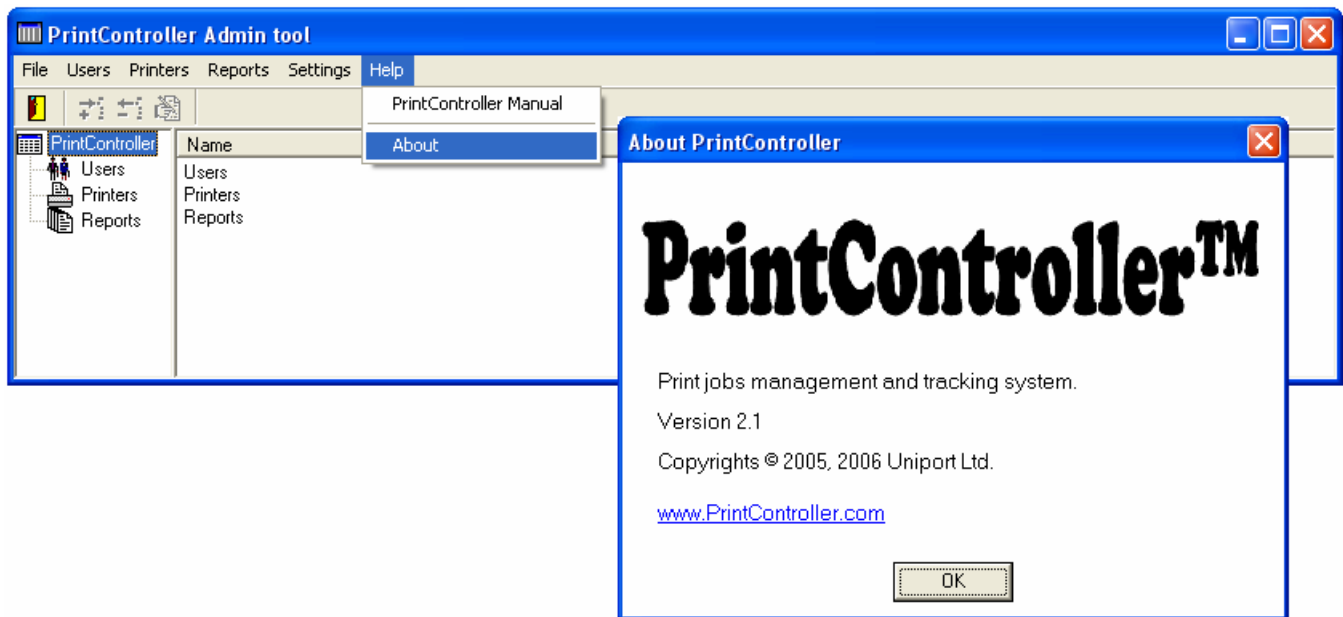 PrintController Admin tool
File Users Printers Reports Settings Help
PrintController Manual
About
PrintController
Users
Printers
Reports
Name
Users
Printers
Reports
About PrintController
PrintController™
Print jobs management and tracking system.
Version 2.1
Copyrights © 2005, 2006 Uniport Ltd.
www.PrintController.com
OK